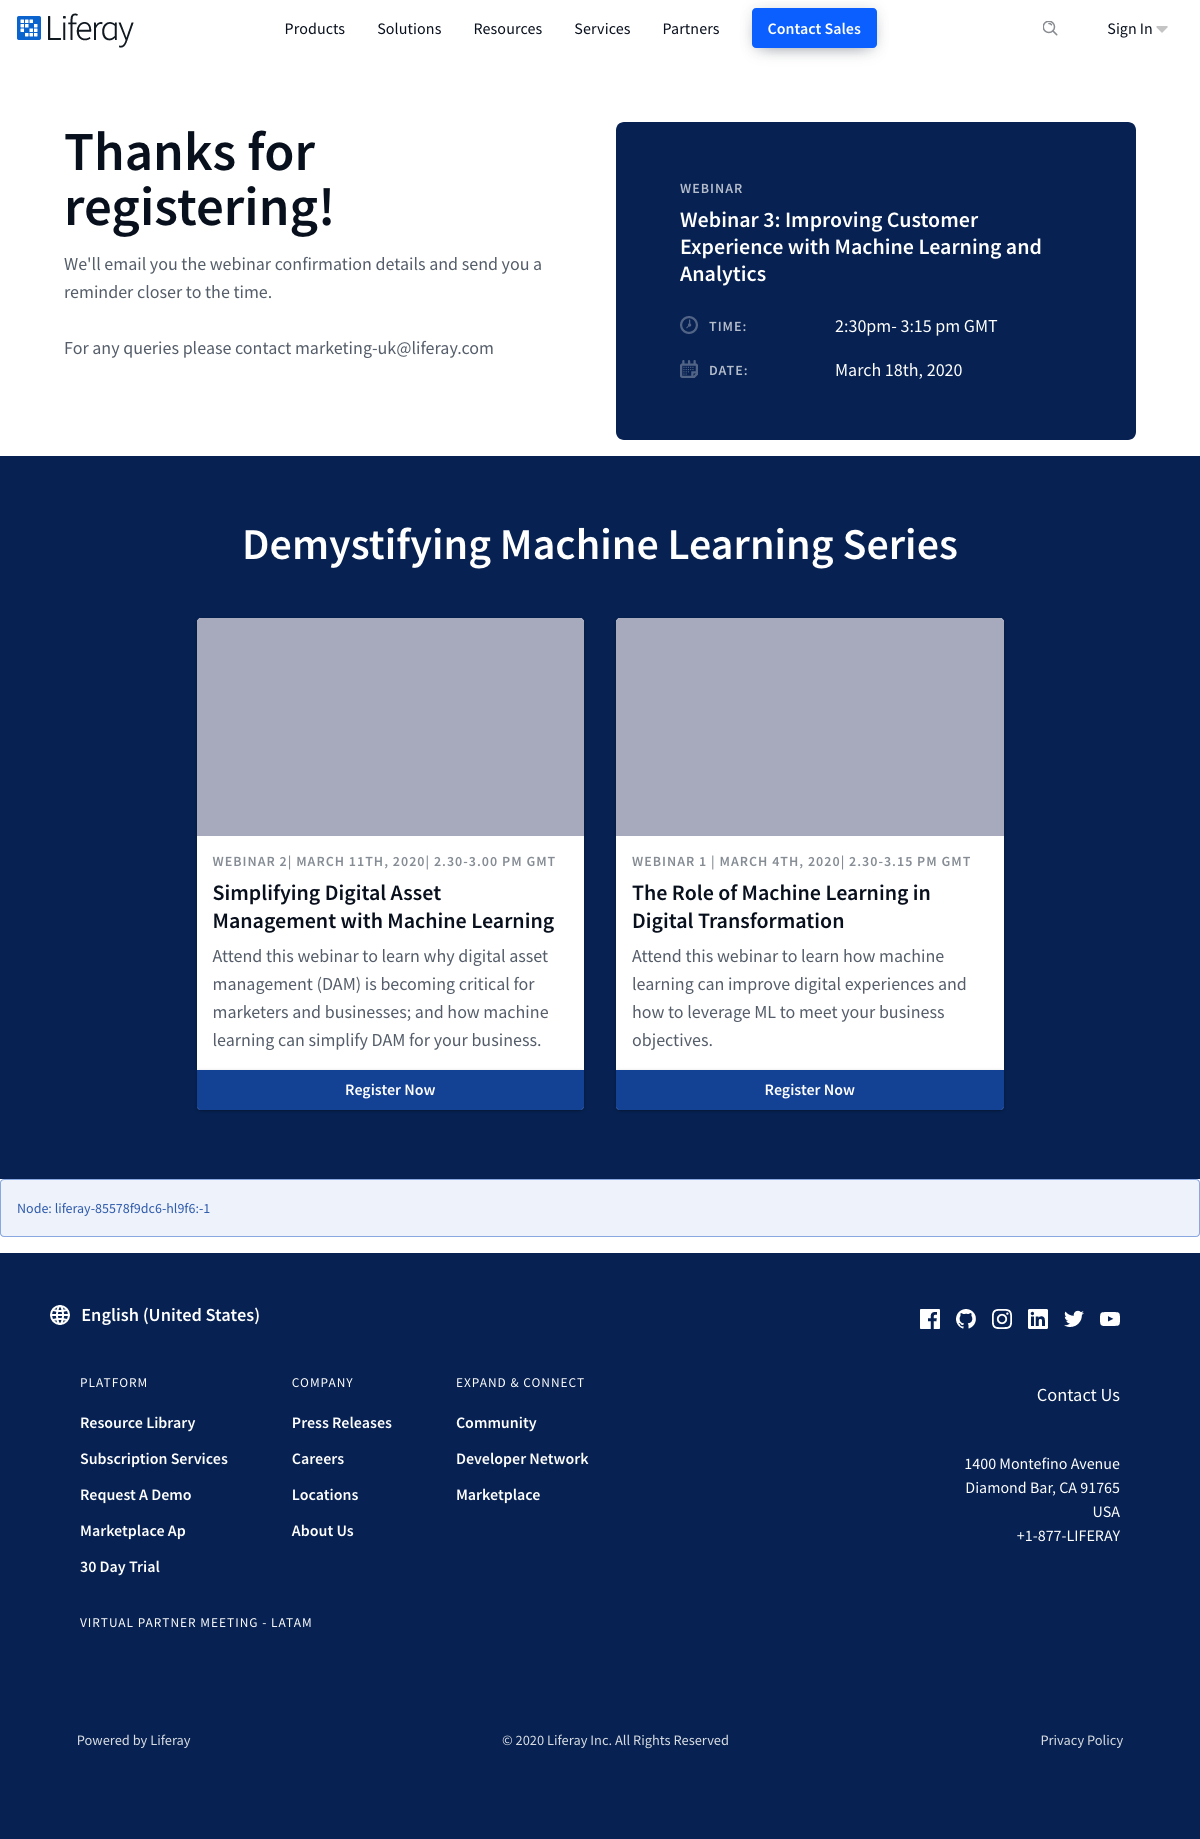 Liferay
Products
Solutions
Resources
Services
Partners
Contact Sales
Sign In
Thanks for
registering!
We'll email you the webinar confirmation details and send you a
reminder closer to the time.
For any queries please contact marketing-uk@liferay.com
WEBINAR
Webinar 3: Improving Customer
Experience with Machine Learning and
Analytics
TIME:
2:30pm- 3:15 pm GMT
DATE:
March 18th, 2020
Demystifying Machine Learning Series
WEBINAR 2| MARCH 11TH, 2020| 2.30-3.00 PM GMT
Simplifying Digital Asset
Management with Machine Learning
Attend this webinar to learn why digital asset
management (DAM) is becoming critical for
marketers and businesses; and how machine
learning can simplify DAM for your business.
Register Now
WEBINAR 1 | MARCH 4TH, 2020| 2.30-3.15 PM GMT
The Role of Machine Learning in
Digital Transformation
Attend this webinar to learn how machine
learning can improve digital experiences and
how to leverage ML to meet your business
objectives.
Register Now
Node: liferay-85578f9dc6-hl9f6:-1
English (United States)
PLATFORM
Resource Library
Subscription Services
Request A Demo
Marketplace Ap
30 Day Trial
COMPANY
Press Releases
Careers
Locations
About Us
EXPAND & CONNECT
Community
Developer Network
Marketplace
VIRTUAL PARTNER MEETING - LATAM
Contact Us
1400 Montefino Avenue
Diamond Bar, CA 91765
USA
+1-877-LIFERAY
Powered by Liferay
© 2020 Liferay Inc. All Rights Reserved
Privacy Policy